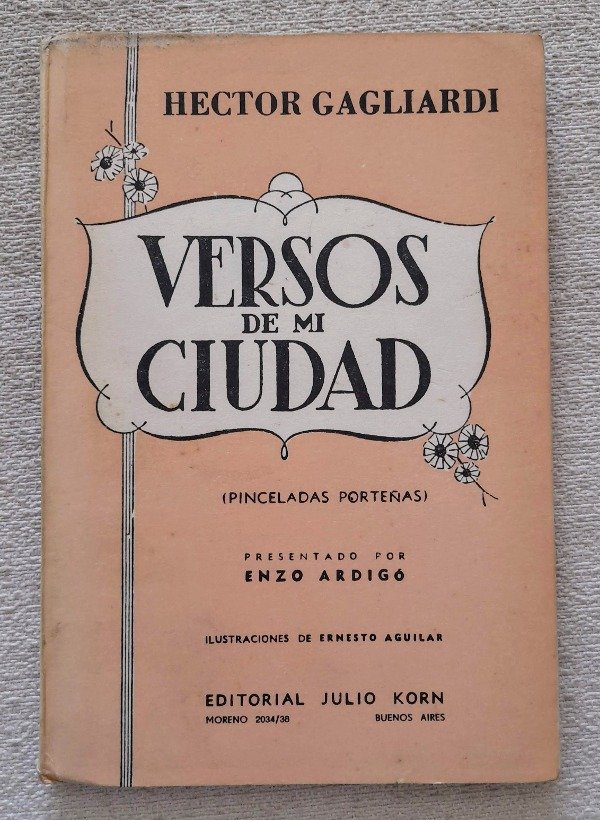 HECTOR GAGLIARDI
VERSOS
DE MI
CIUDAD
(PINCELADAS PORTEÑAS)
PRESENTADO POR
ENZO ARDIGÓ
ILUSTRACIONES DE ERNESTO AGUILAR
EDITORIAL JULIO KORN
MORENO 2034/38 BUENOS AIRES